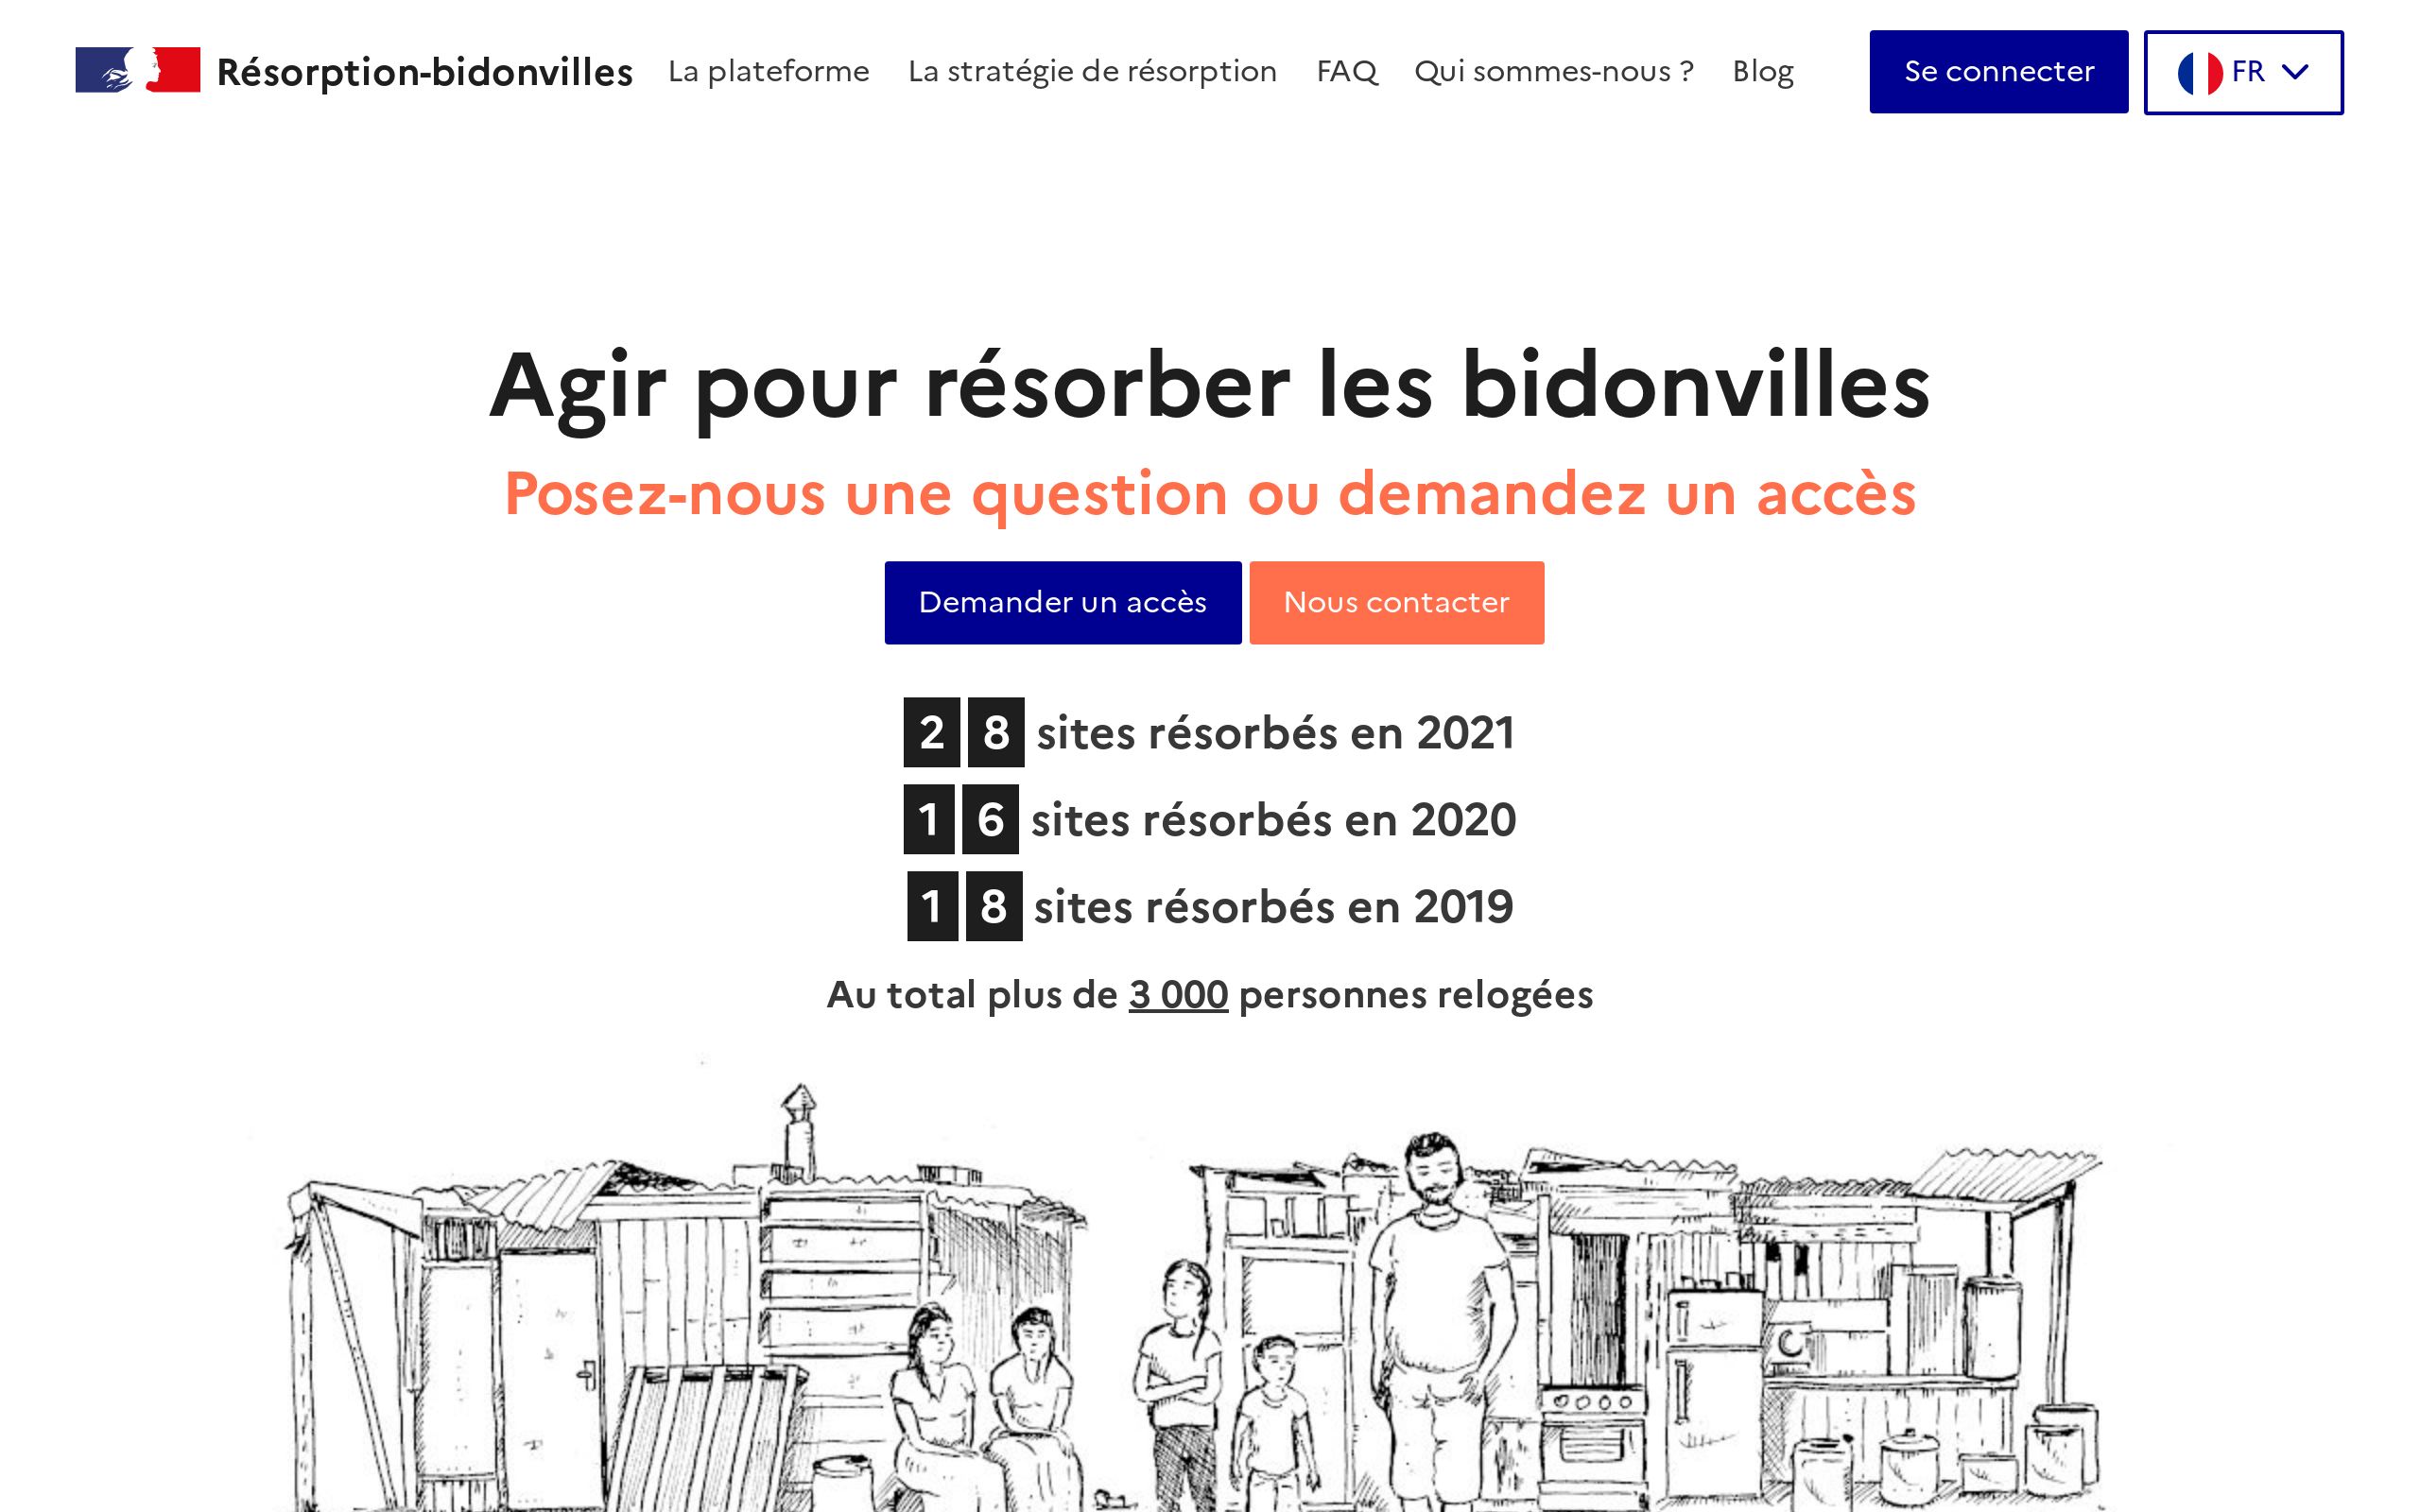 Résorption-bidonvilles La plateforme La stratégie de résorption FAQ Qui sommes-nous ? Blog Se connecter FR
Agir pour résorber les bidonvilles
Posez-nous une question ou demandez un accès
Demander un accès Nous contacter
28 sites résorbés en 2021
16 sites résorbés en 2020
18 sites résorbés en 2019
Au total plus de 3 000 personnes relogées